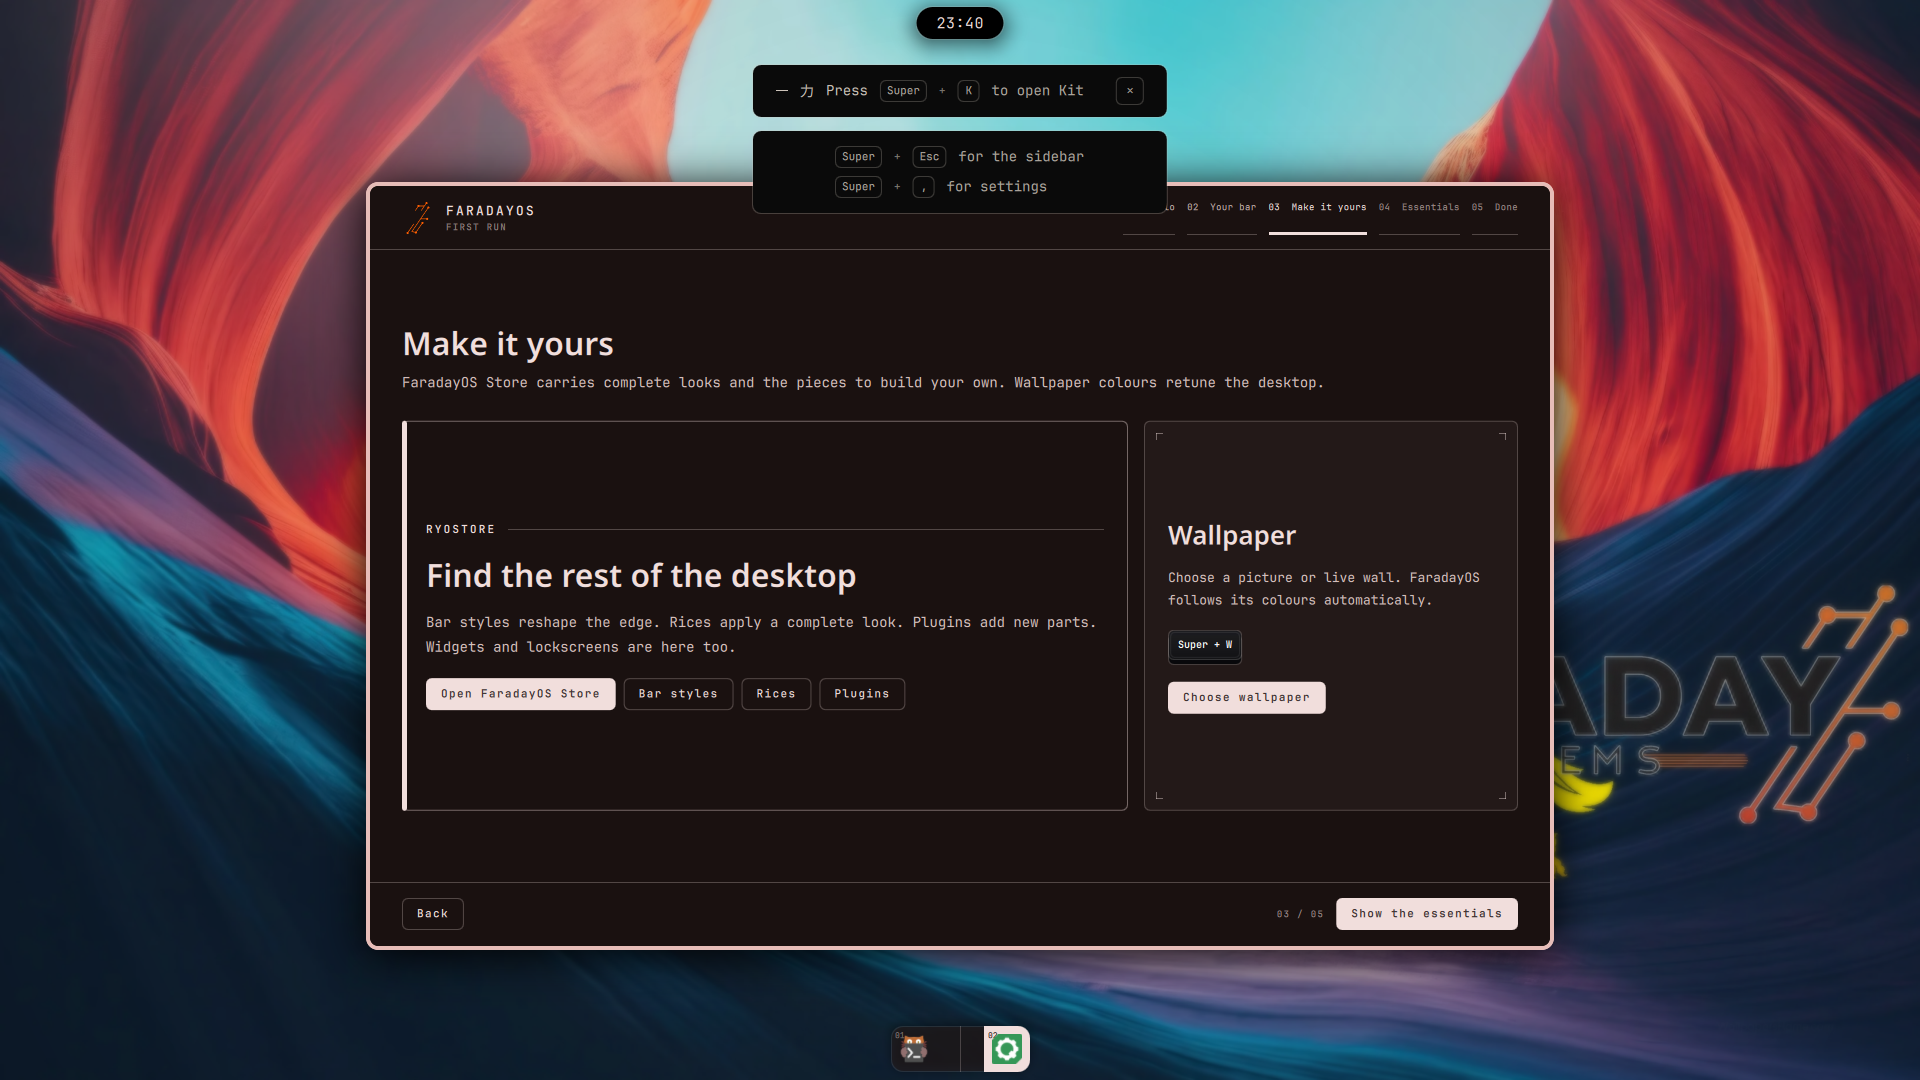 23:40
一 力 Press Super + K to open Kit ×
Super + Esc for the sidebar
Super + , for settings
FARADAYOS
FIRST RUN
02 Your bar 03 Make it yours 04 Essentials 05 Done
Make it yours
FaradayOS Store carries complete looks and the pieces to build your own. Wallpaper colours retune the desktop.
RYOSTORE
Find the rest of the desktop
Bar styles reshape the edge. Rices apply a complete look. Plugins add new parts.
Widgets and lockscreens are here too.
Open FaradayOS Store Bar styles Rices Plugins
Wallpaper
Choose a picture or live wall. FaradayOS
follows its colours automatically.
Super + W
Choose wallpaper
ADAY
EMS
Back
03 / 05 Show the essentials
01
02